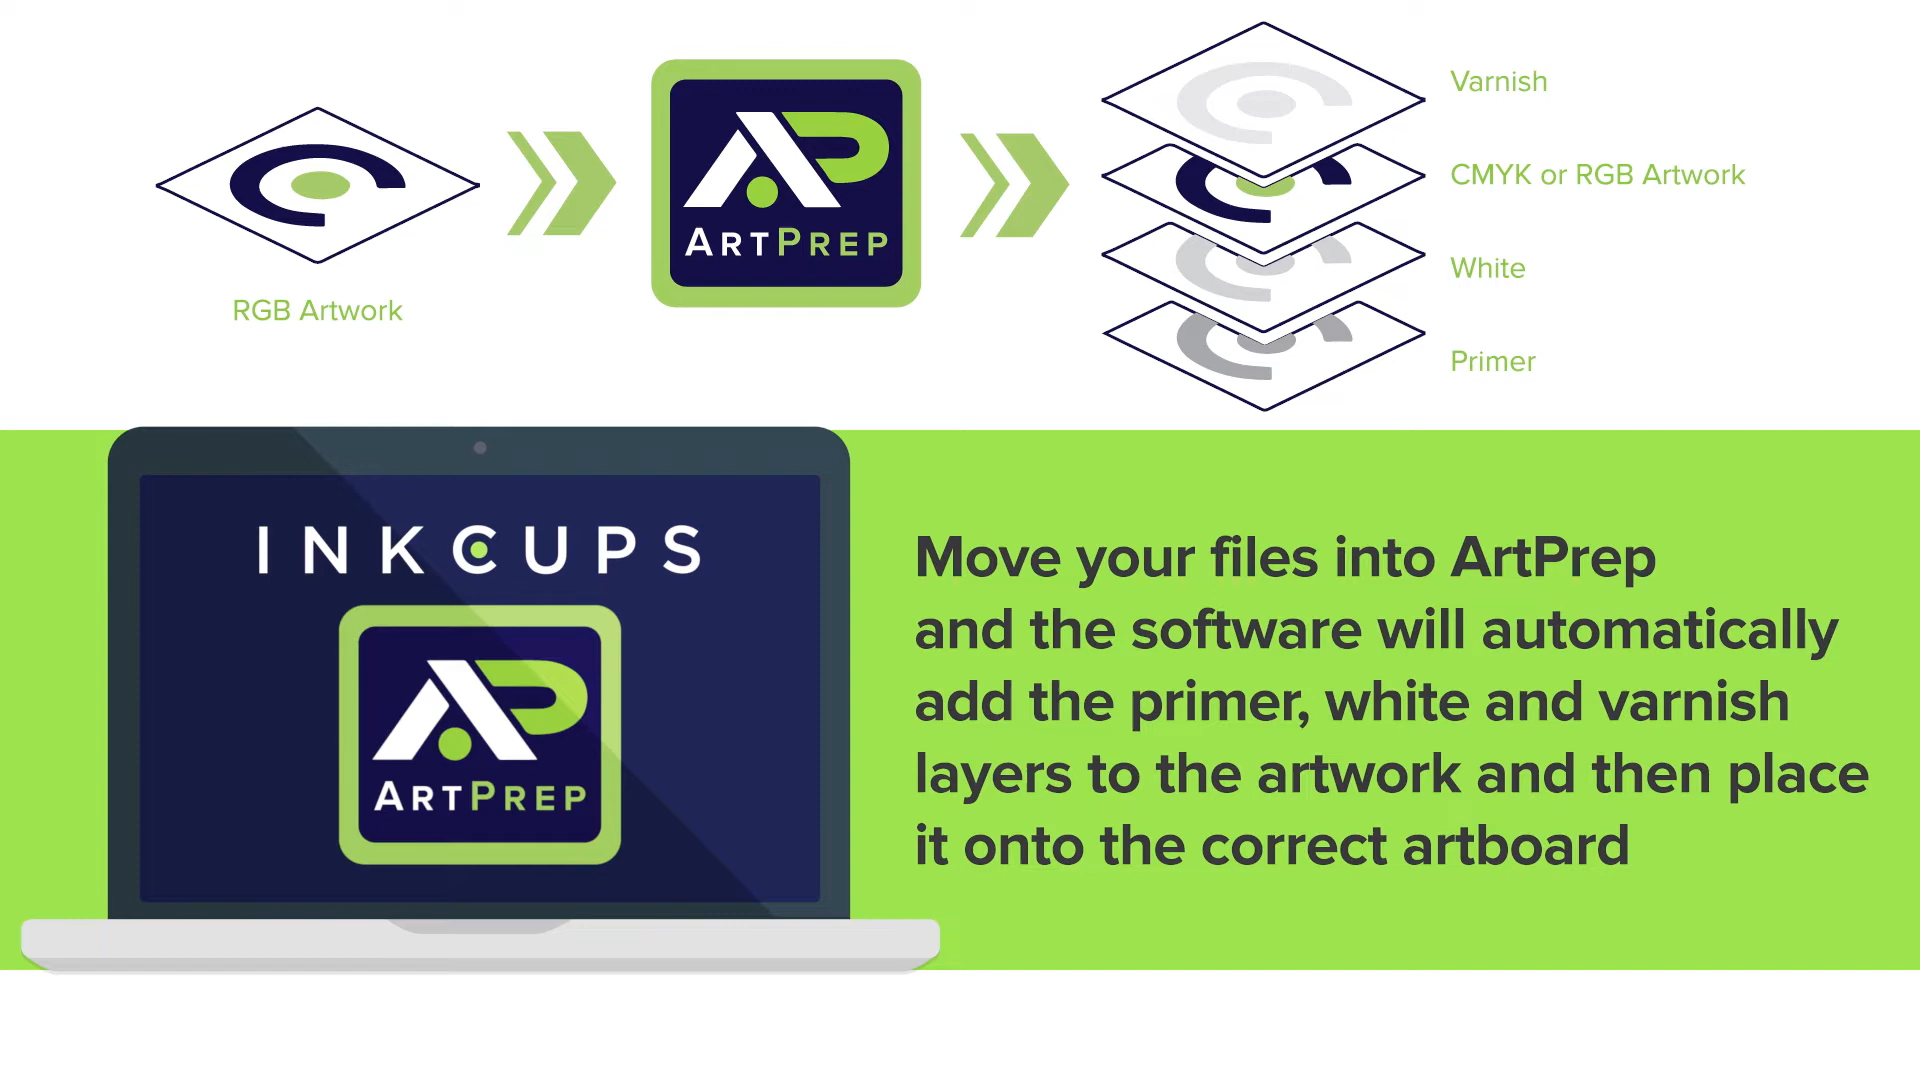 Varnish
CMYK or RGB Artwork
White
Primer
RGB Artwork
AP
ARTPREP
INKCUPS
AP
ARTPREP
Move your files into ArtPrep
and the software will automatically
add the primer, white and varnish
layers to the artwork and then place
it onto the correct artboard